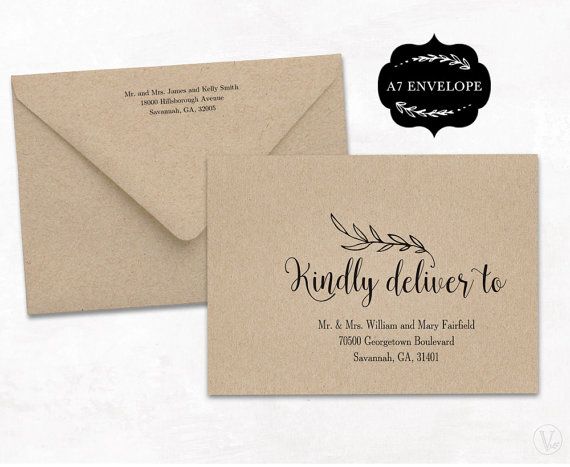 Mr. and Mrs. James and Kelly Smith
18000 Hillsborough Avenue
Savannah, GA, 32005
A7 ENVELOPE
Kindly deliver to
Mr. & Mrs. William and Mary Fairfield
70500 Georgetown Boulevard
Savannah, GA, 31401